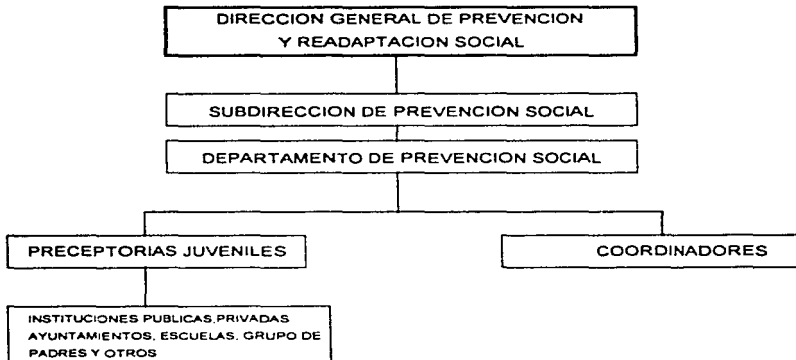 DIRECCION GENERAL DE PREVENCION
Y READAPTACION SOCIAL
SUBDIRECCION DE PREVENCION SOCIAL
DEPARTAMENTO DE PREVENCION SOCIAL
PRECEPTORIAS JUVENILES
COORDINADORES
INSTITUCIONES PUBLICAS,PRIVADAS
AYUNTAMIENTOS, ESCUELAS, GRUPO DE
PADRES Y OTROS